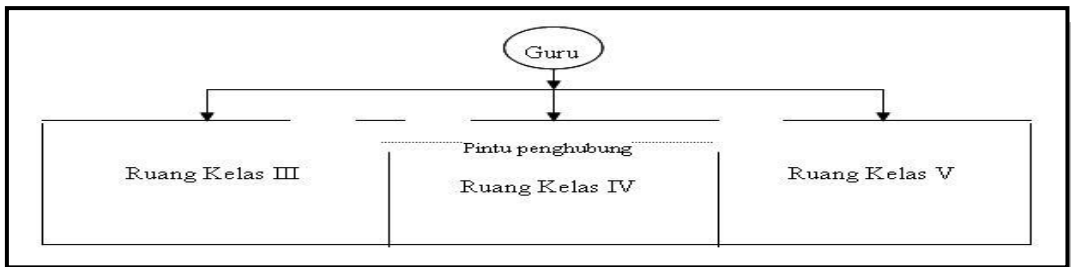 Guru
Pintu penghubung
Ruang Kelas III
Ruang Kelas IV
Ruang Kelas V